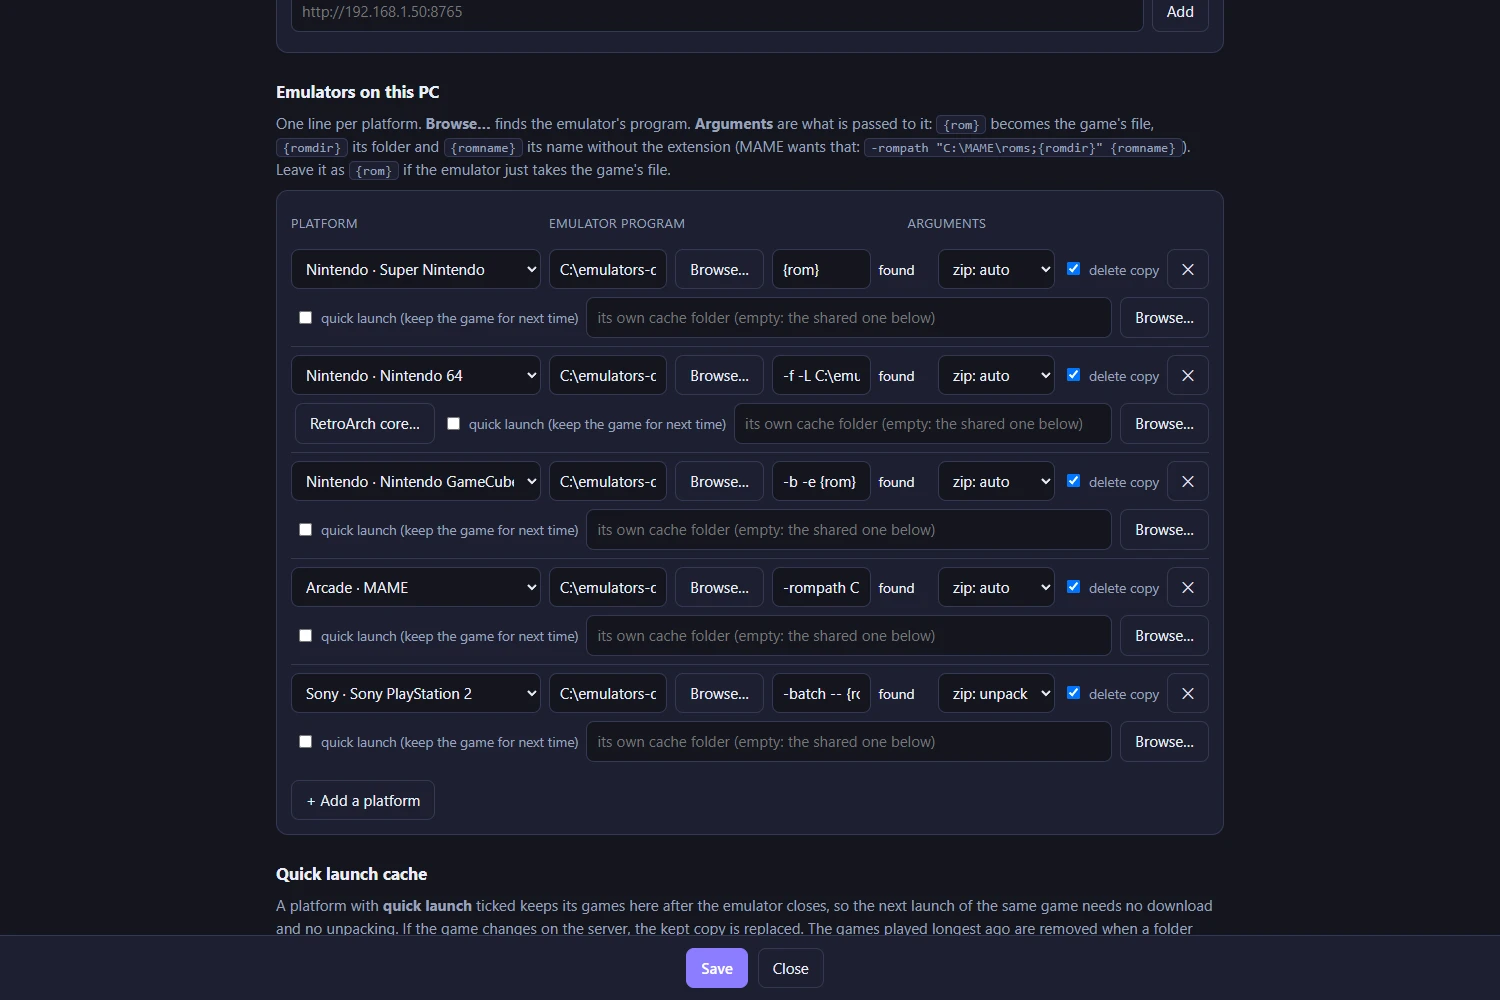 http://192.168.1.50:8765
Add
Emulators on this PC
One line per platform. Browse... finds the emulator's program. Arguments are what is passed to it: {rom} becomes the game's file,
{romdir} its folder and {romname} its name without the extension (MAME wants that: -rompath "C:\MAME\roms;{romdir}" {romname} ).
Leave it as {rom} if the emulator just takes the game's file.
PLATFORM EMULATOR PROGRAM ARGUMENTS
Nintendo · Super Nintendo C:\emulators-c Browse... {rom} found zip: auto delete copy ✕
quick launch (keep the game for next time) its own cache folder (empty: the shared one below) Browse...
Nintendo · Nintendo 64 C:\emulators-c Browse... -f -L C:\emu found zip: auto delete copy ✕
RetroArch core... quick launch (keep the game for next time) its own cache folder (empty: the shared one below) Browse...
Nintendo · Nintendo GameCube C:\emulators-c Browse... -b -e {rom} found zip: auto delete copy ✕
quick launch (keep the game for next time) its own cache folder (empty: the shared one below) Browse...
Arcade · MAME C:\emulators-c Browse... -rompath C found zip: auto delete copy ✕
quick launch (keep the game for next time) its own cache folder (empty: the shared one below) Browse...
Sony · Sony PlayStation 2 C:\emulators-c Browse... -batch -- {ro found zip: unpack delete copy ✕
quick launch (keep the game for next time) its own cache folder (empty: the shared one below) Browse...
+ Add a platform
Quick launch cache
A platform with quick launch ticked keeps its games here after the emulator closes, so the next launch of the same game needs no download
and no unpacking. If the game changes on the server, the kept copy is replaced. The games played longest ago are removed when a folder
Save Close